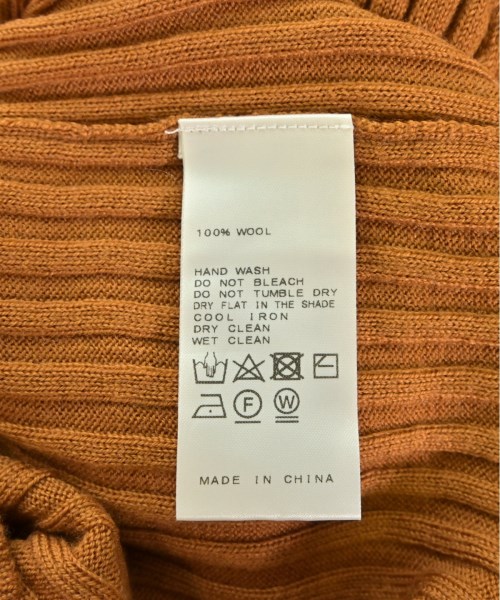 100% WOOL
HAND WASH
DO NOT BLEACH
DO NOT TUMBLE DRY
DRY FLAT IN THE SHADE
COOL IRON
DRY CLEAN
WET CLEAN
F W
MADE IN CHINA